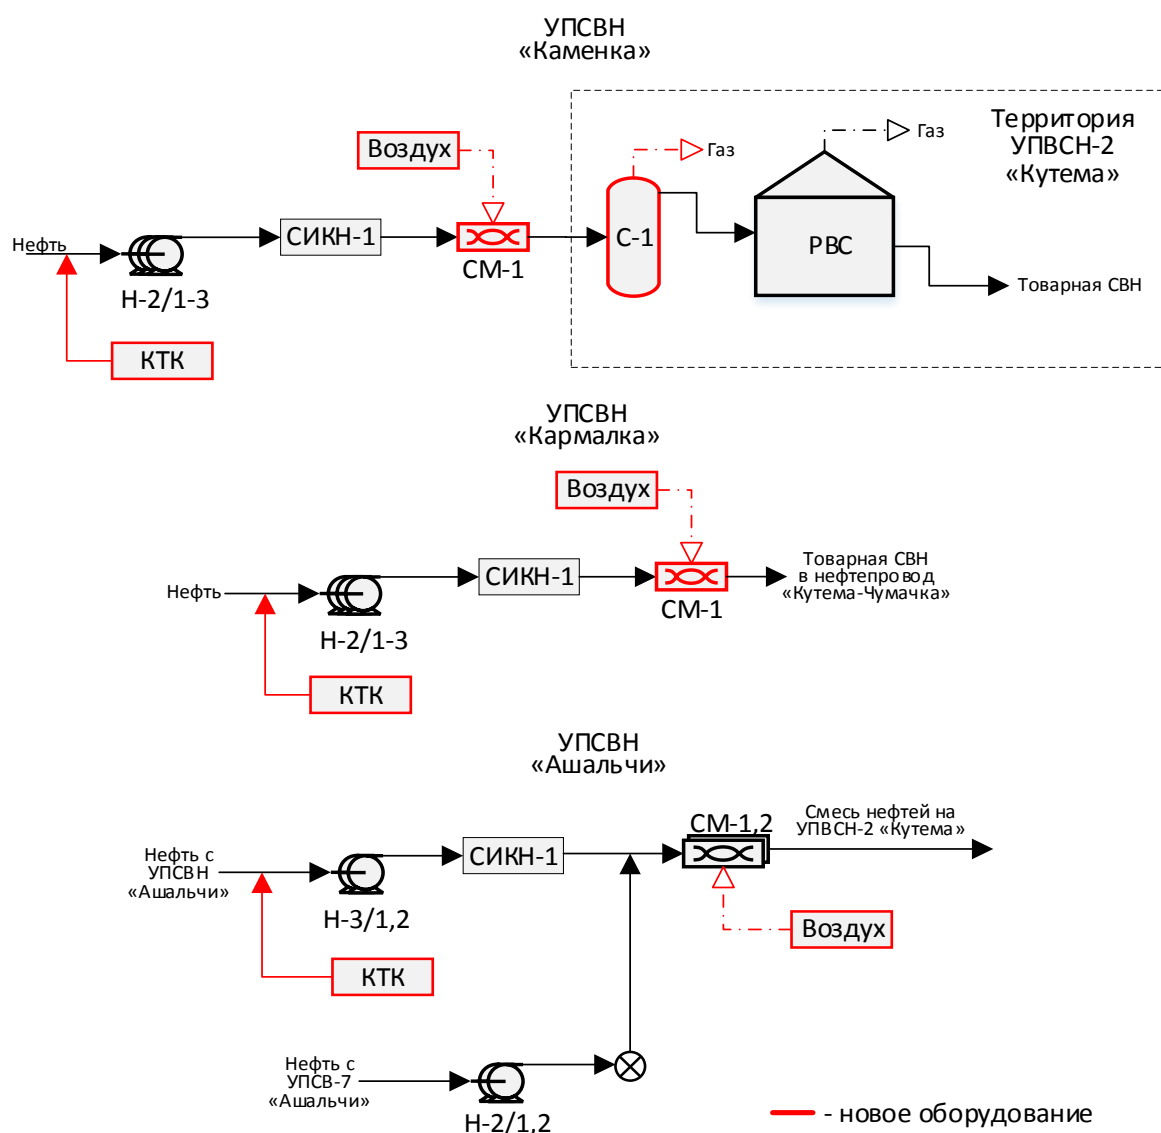 УПСВН
«Каменка»
Территория
УПВСН-2
«Кутема»
Воздух
Газ
Газ
Нефть
СИКН-1
СМ-1
С-1
РВС
Н-2/1-3
Товарная СВН
КТК
УПСВН
«Кармалка»
Воздух
Нефть
СИКН-1
СМ-1
Товарная СВН
в нефтепровод
«Кутема-Чумачка»
Н-2/1-3
КТК
УПСВН
«Ашальчи»
Нефть с
УПСВН
«Ашальчи»
СИКН-1
СМ-1,2
Смесь нефтей на
УПВСН-2 «Кутема»
Н-3/1,2
Воздух
КТК
Нефть с
УПСВ-7
«Ашальчи»
Н-2/1,2
- новое оборудование